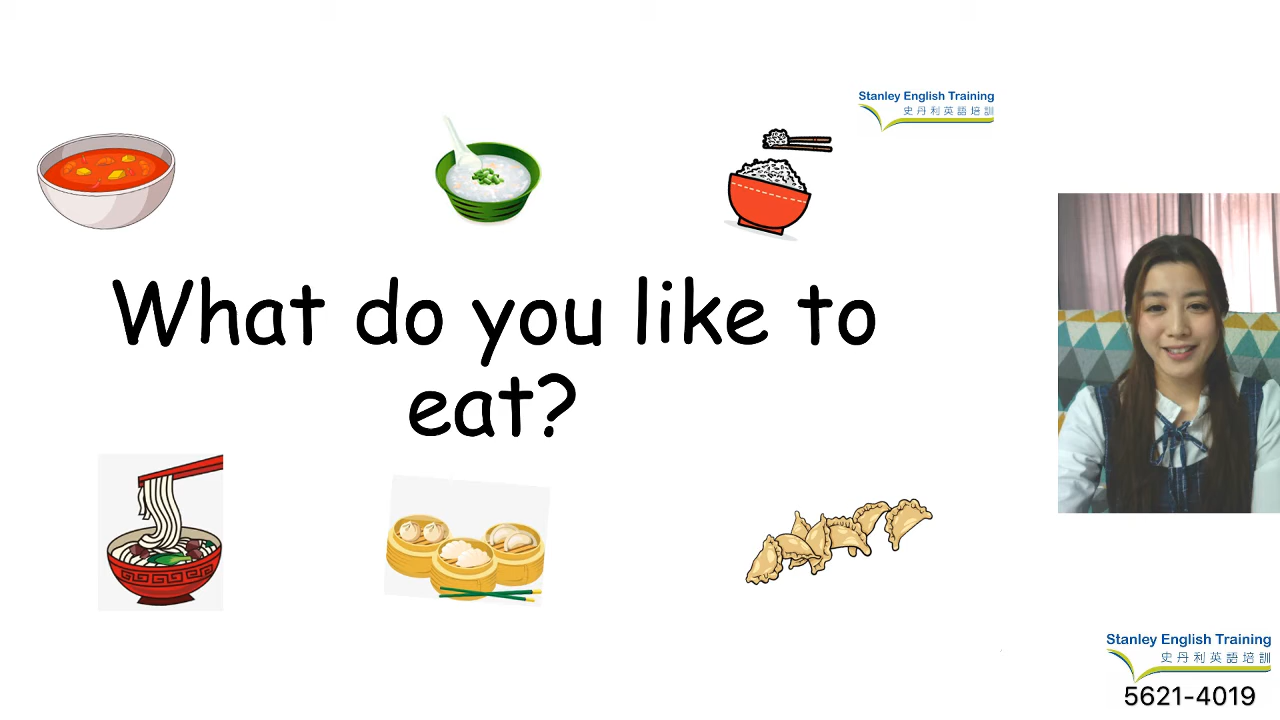 Stanley English Training
史丹利英語培訓
What do you like to
eat?
Stanley English Training
史丹利英語培訓
5621-4019